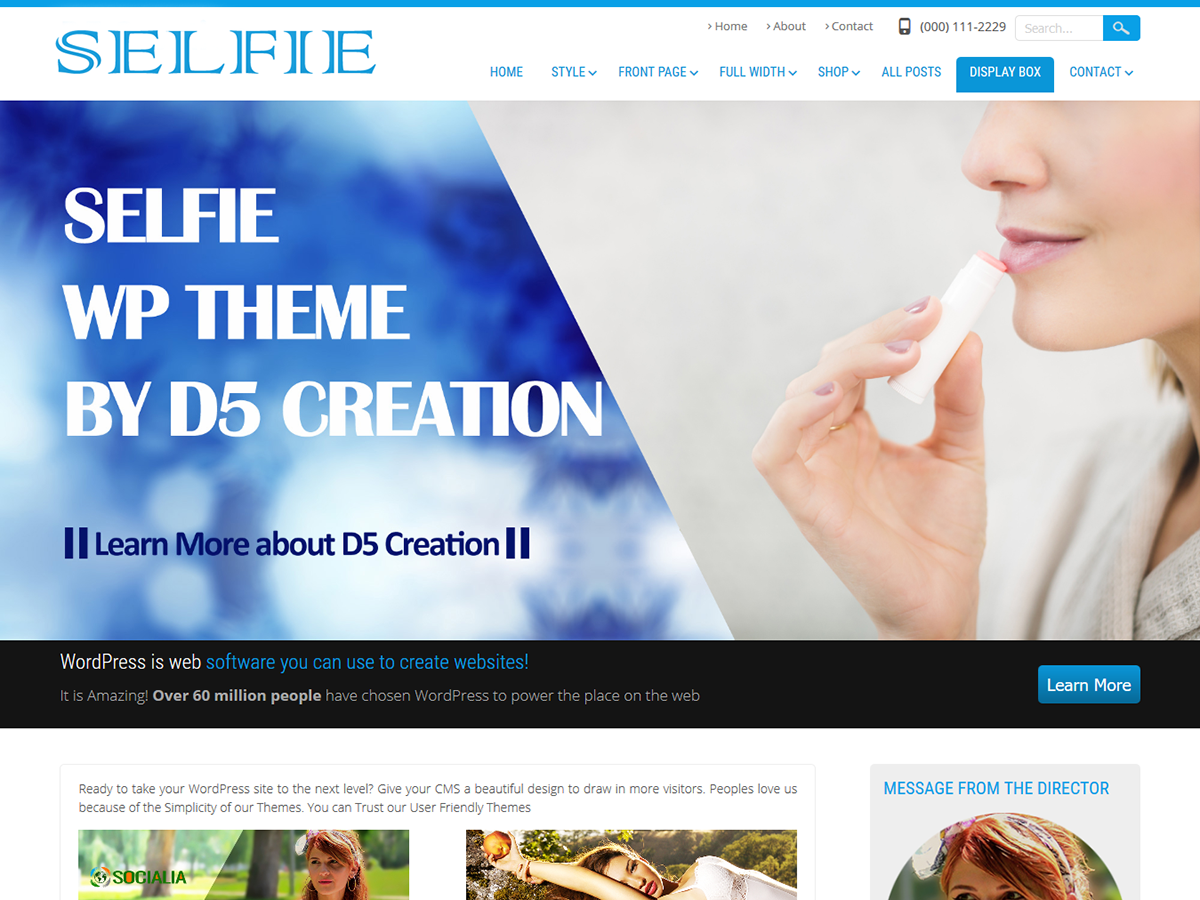 SELFIE
Home
About
Contact
(000) 111-2229
Search...
HOME
STYLE
FRONT PAGE
FULL WIDTH
SHOP
ALL POSTS
DISPLAY BOX
CONTACT
SELFIE
WP THEME
BY D5 CREATION
Learn More about D5 Creation
WordPress is web software you can use to create websites!
It is Amazing! Over 60 million people have chosen WordPress to power the place on the web
Learn More
Ready to take your WordPress site to the next level? Give your CMS a beautiful design to draw in more visitors. Peoples love us
because of the Simplicity of our Themes. You can Trust our User Friendly Themes
SOCIALIA
MESSAGE FROM THE DIRECTOR